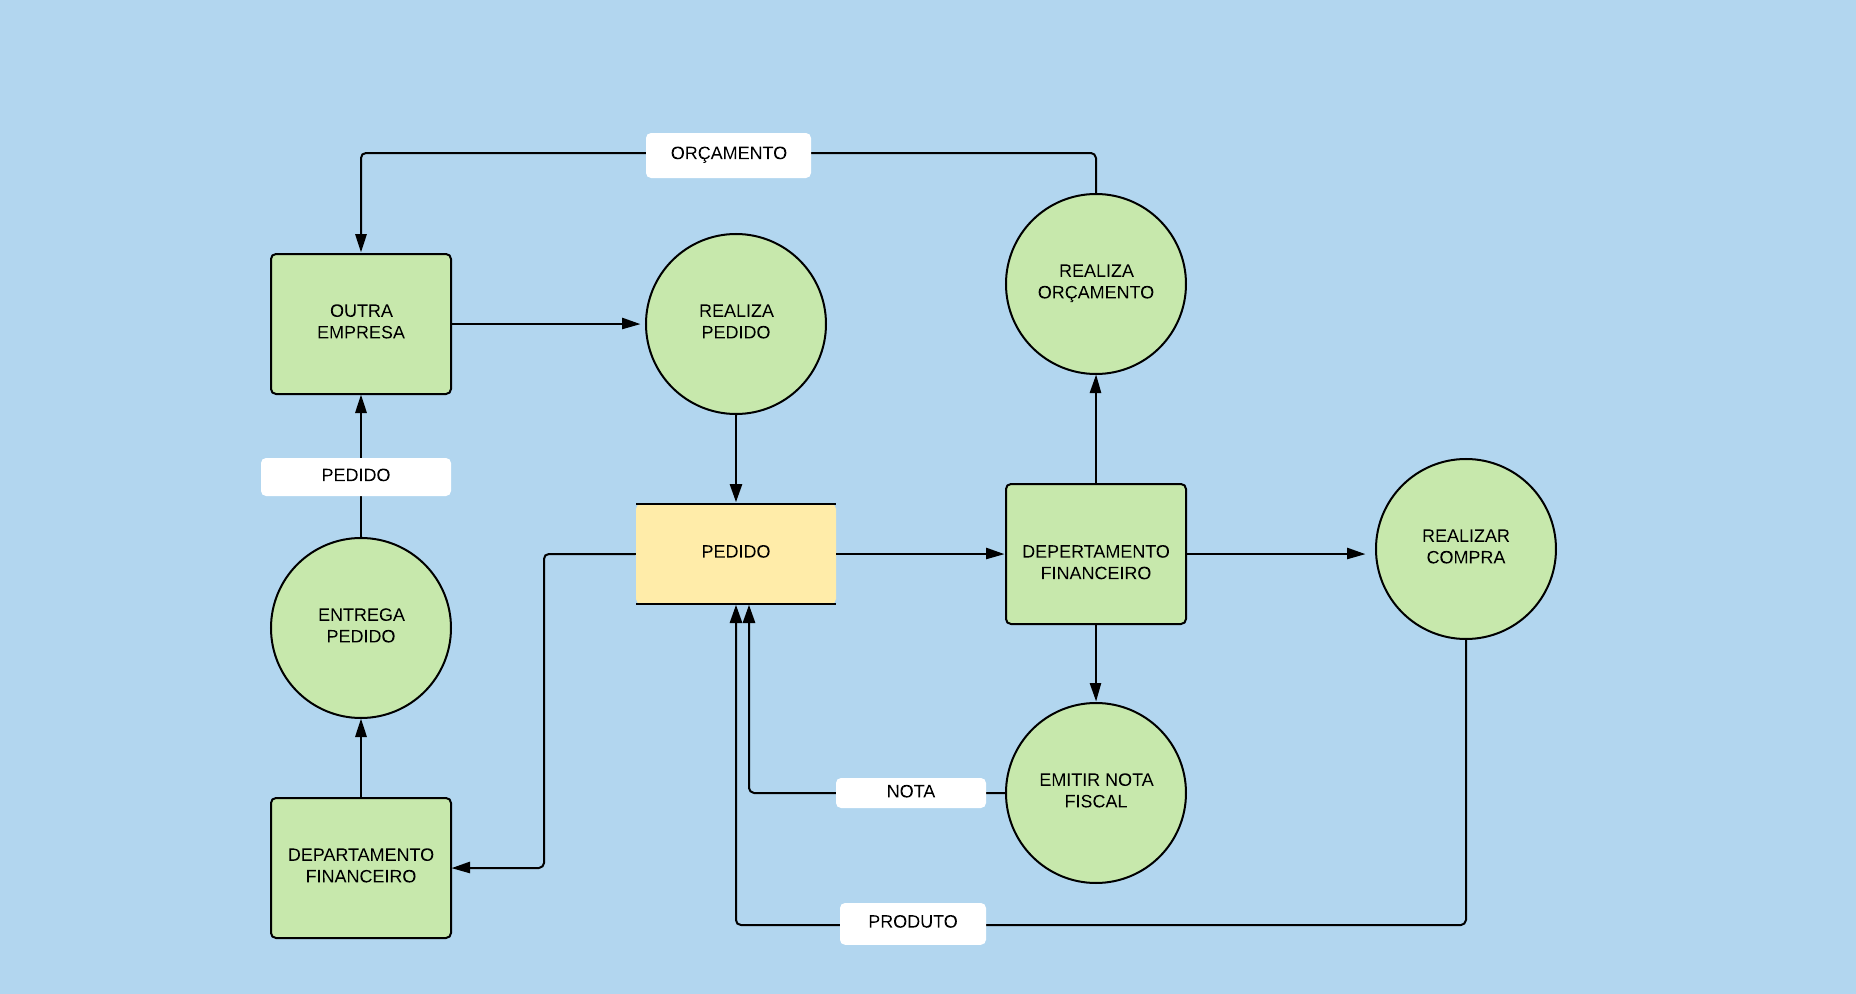 ORÇAMENTO
REALIZA
ORÇAMENTO
OUTRA
EMPRESA
REALIZA
PEDIDO
PEDIDO
PEDIDO
DEPERTAMENTO
FINANCEIRO
REALIZAR
COMPRA
ENTREGA
PEDIDO
EMITIR NOTA
FISCAL
NOTA
DEPARTAMENTO
FINANCEIRO
PRODUTO